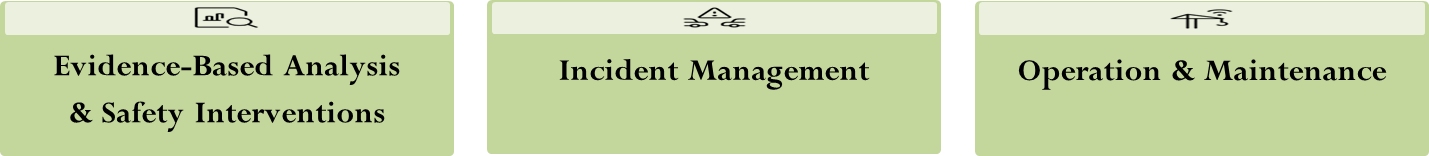 Evidence-Based Analysis
& Safety Interventions
Incident Management
Operation & Maintenance